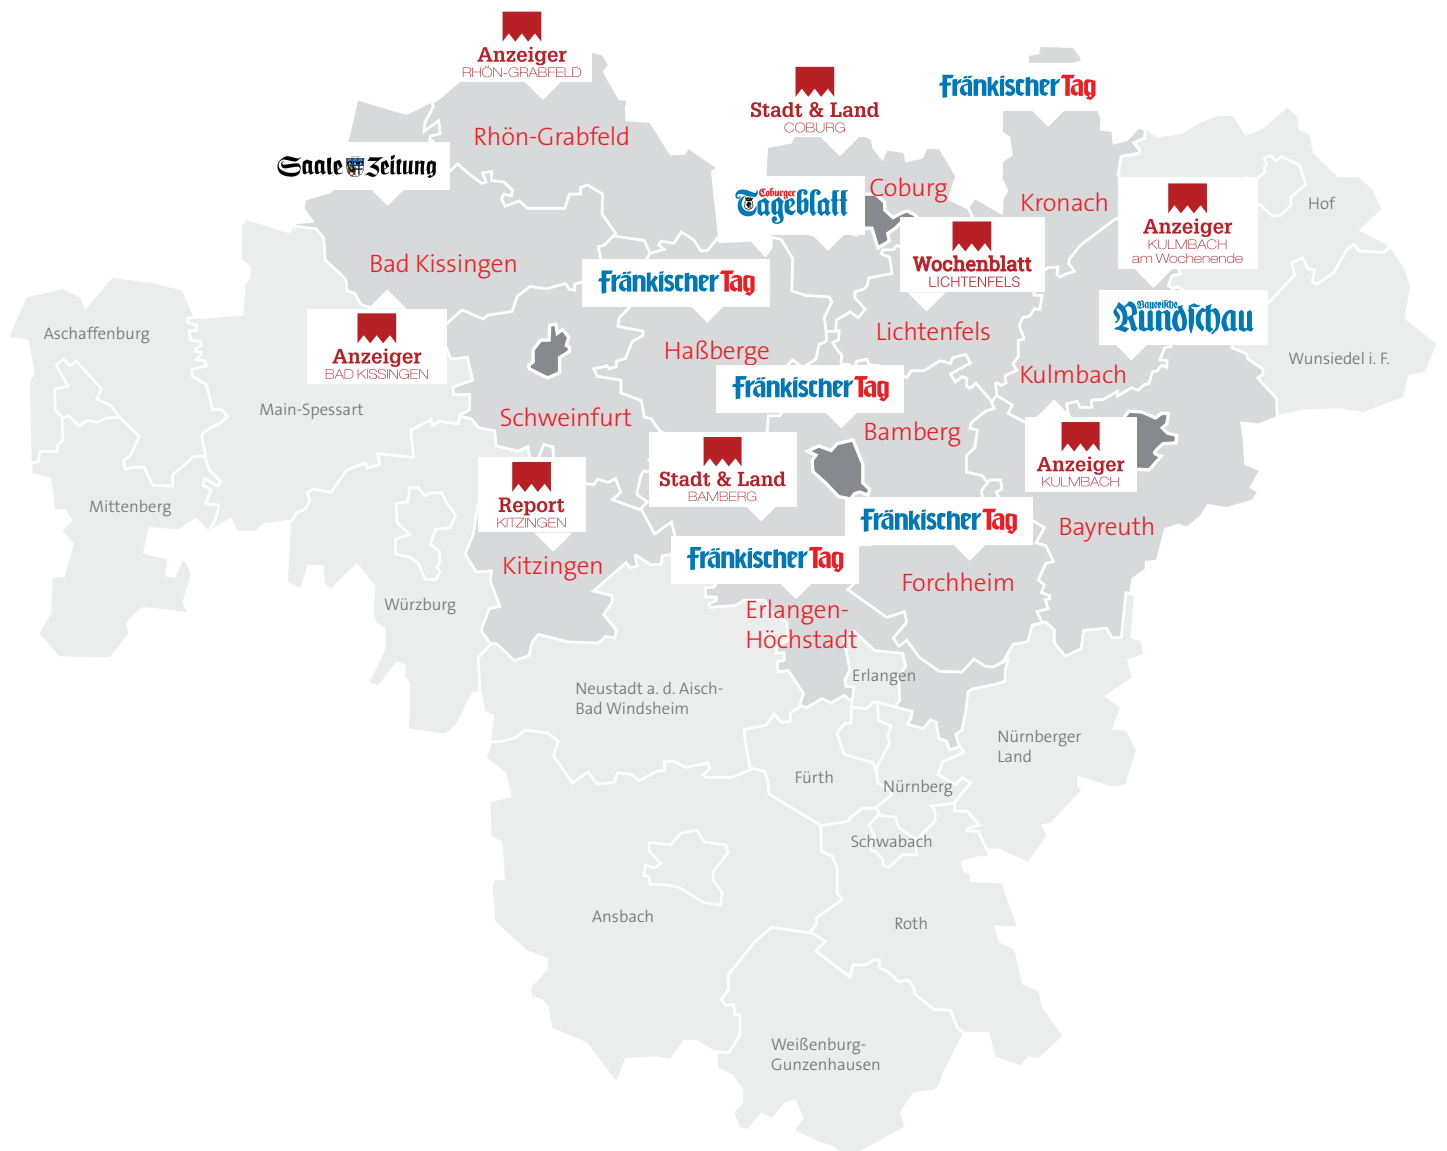 Anzeiger
RHÖN-GRABFELD
Stadt & Land
COBURG
Fränkischer Tag
Rhön-Grabfeld
Saale Zeitung
Coburger
Tageblatt
Coburg
Kronach
Anzeiger
KULMBACH
am Wochenende
Hof
Bad Kissingen
Fränkischer Tag
Wochenblatt
LICHTENFELS
Bayerische
Rundschau
Aschaffenburg
Anzeiger
BAD KISSINGEN
Haßberge
Lichtenfels
Wunsiedel i. F.
Kulmbach
Fränkischer Tag
Main-Spessart
Schweinfurt
Bamberg
Stadt & Land
BAMBERG
Anzeiger
KULMBACH
Mittenberg
Report
KITZINGEN
Fränkischer Tag
Bayreuth
Kitzingen
Fränkischer Tag
Forchheim
Würzburg
Erlangen-
Höchstadt
Erlangen
Neustadt a. d. Aisch-
Bad Windsheim
Nürnberger
Land
Fürth
Nürnberg
Schwabach
Ansbach
Roth
Weißenburg-
Gunzenhausen